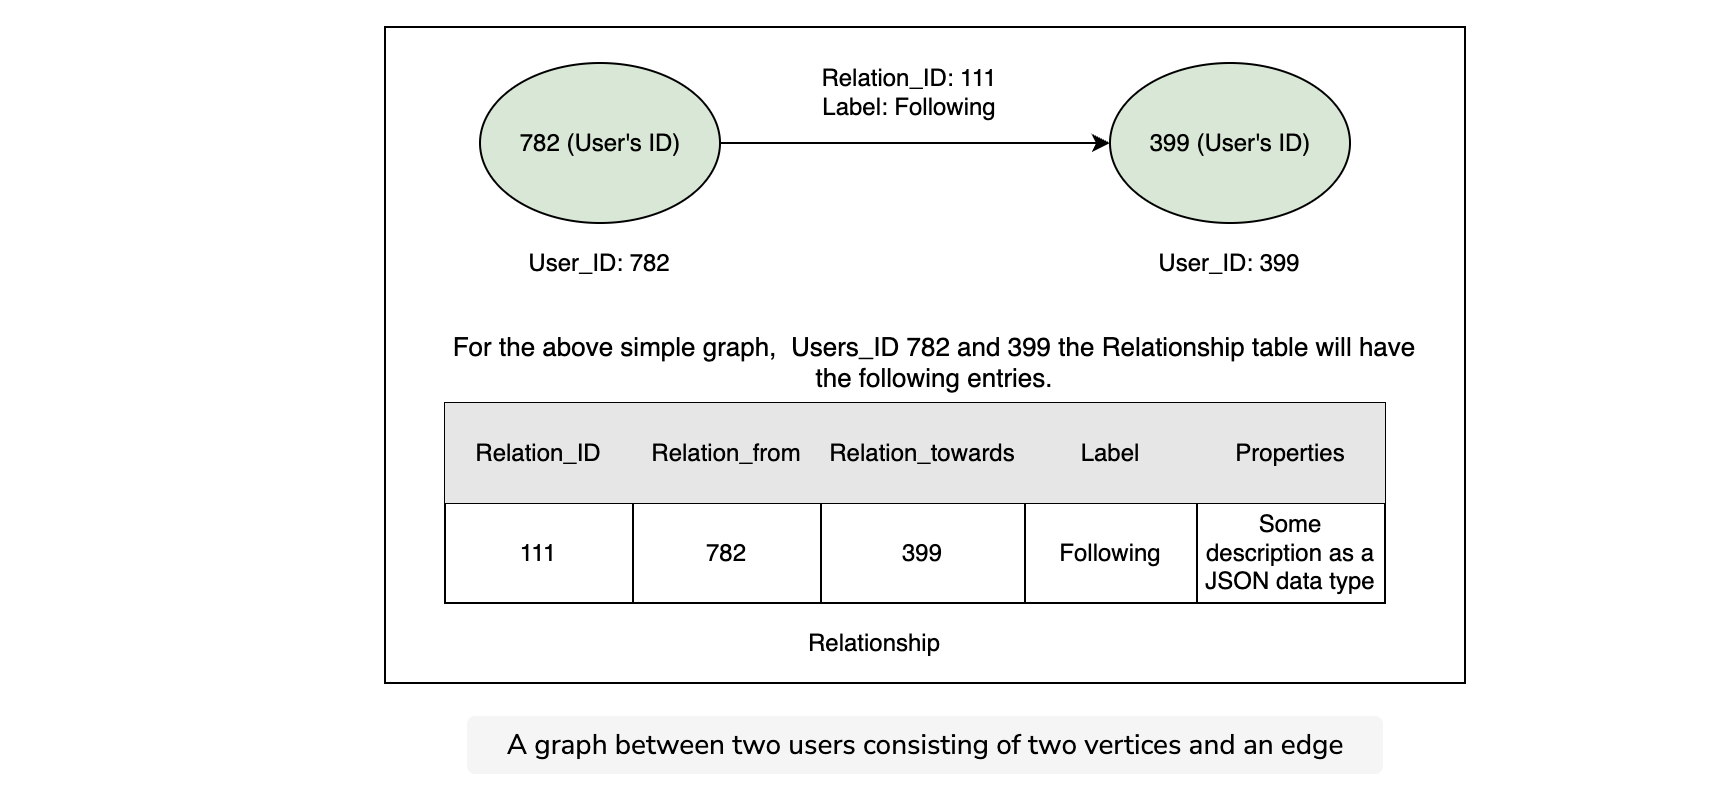 Relation_ID: 111
Label: Following
782 (User's ID)
399 (User's ID)
User_ID: 782
User_ID: 399
For the above simple graph,  Users_ID 782 and 399 the Relationship table will have
the following entries.
Relation_ID Relation_from Relation_towards Label Properties
111 782 399 Following Some
description as a
JSON data type
Relationship
A graph between two users consisting of two vertices and an edge